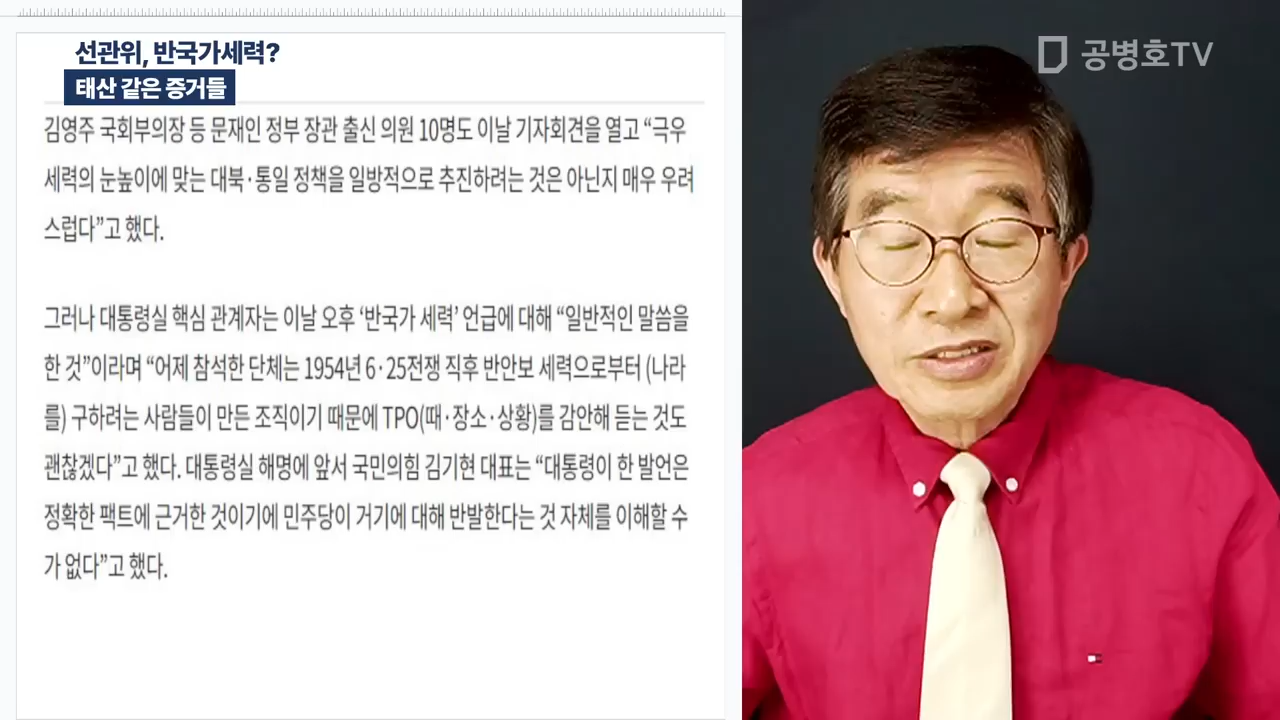 선관위, 반국가세력?
태산 같은 증거들
김영주 국회부의장 등 문재인 정부 장관 출신 의원 10명도 이날 기자회견을 열고 “극우
세력의 눈높이에 맞는 대북·통일 정책을 일방적으로 추진하려는 것은 아닌지 매우 우려
스럽다”고 했다.
그러나 대통령실 핵심 관계자는 이날 오후 ‘반국가 세력’ 언급에 대해 “일반적인 말씀을
한 것”이라며 “어제 참석한 단체는 1954년 6·25전쟁 직후 반안보 세력으로부터 (나라
를) 구하려는 사람들이 만든 조직이기 때문에 TPO(때·장소·상황)를 감안해 듣는 것도
괜찮겠다”고 했다. 대통령실 해명에 앞서 국민의힘 김기현 대표는 “대통령이 한 발언은
정확한 팩트에 근거한 것이기에 민주당이 거기에 대해 반발한다는 것 자체를 이해할 수
가 없다”고 했다.
공병호TV